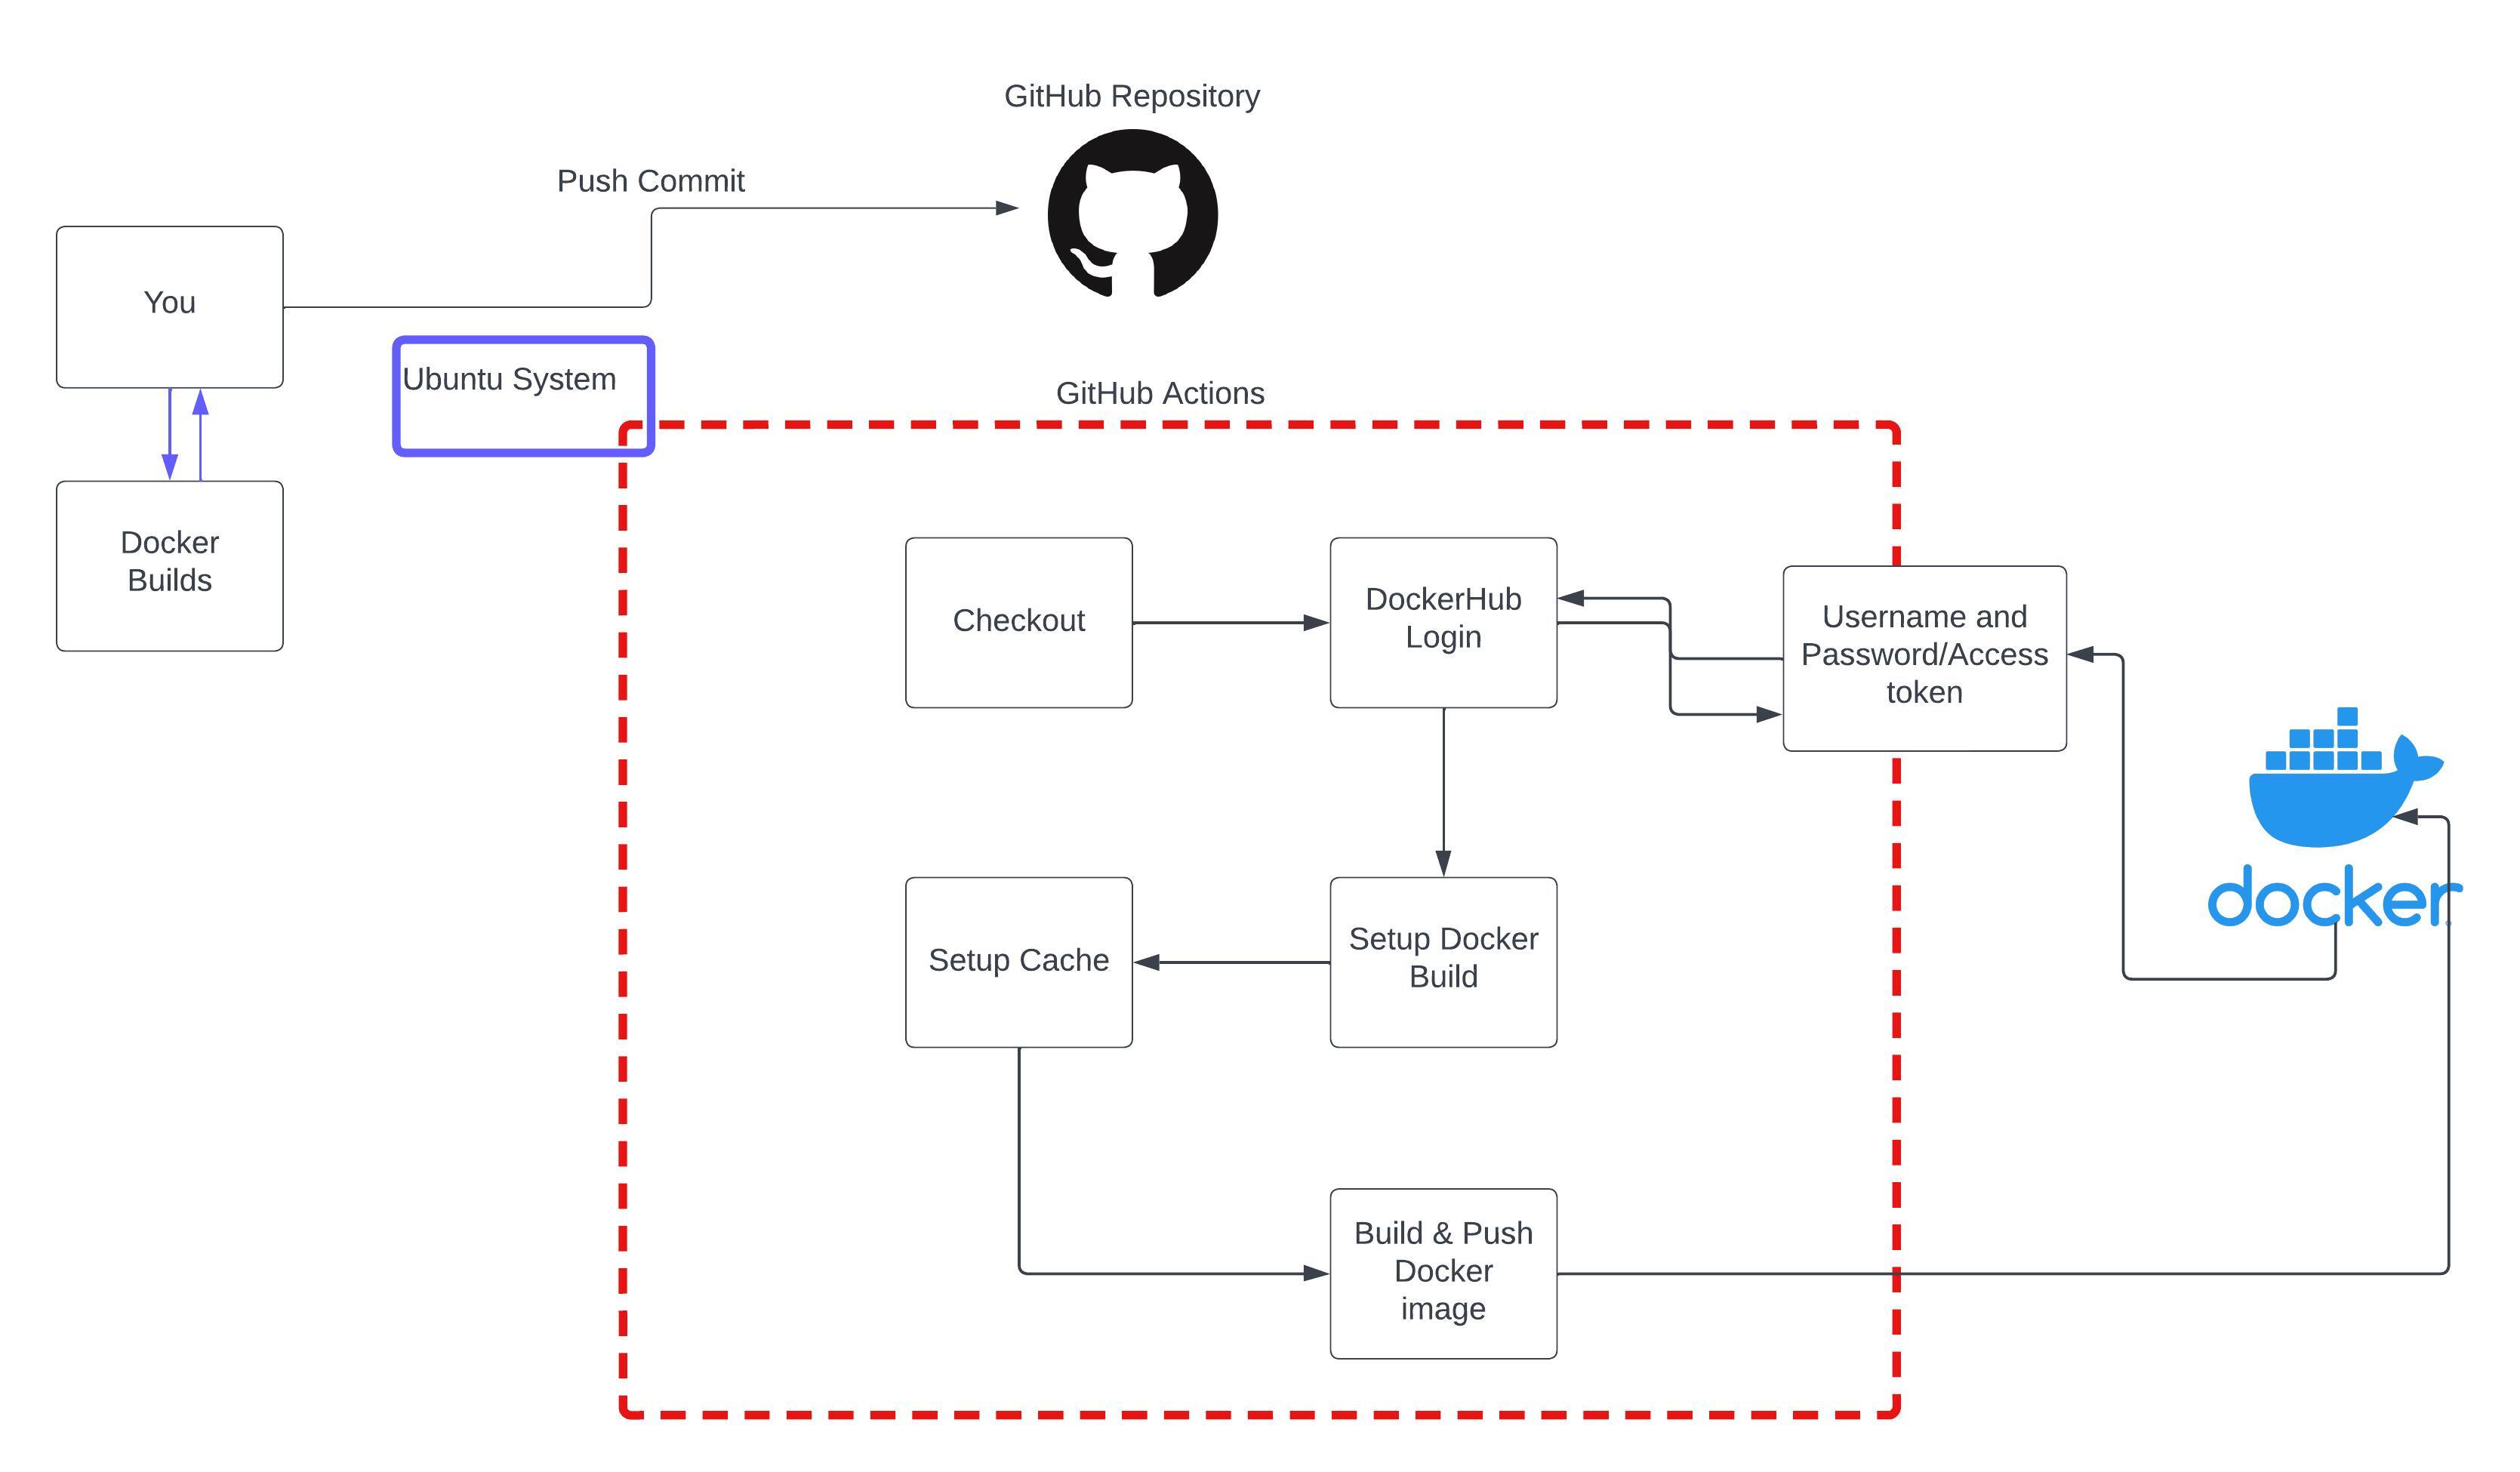 GitHub Repository
Push Commit
You
Ubuntu System
GitHub Actions
Docker
Builds
Checkout
DockerHub
Login
Username and
Password/Access
token
docker
Setup Cache
Setup Docker
Build
Build & Push
Docker
image